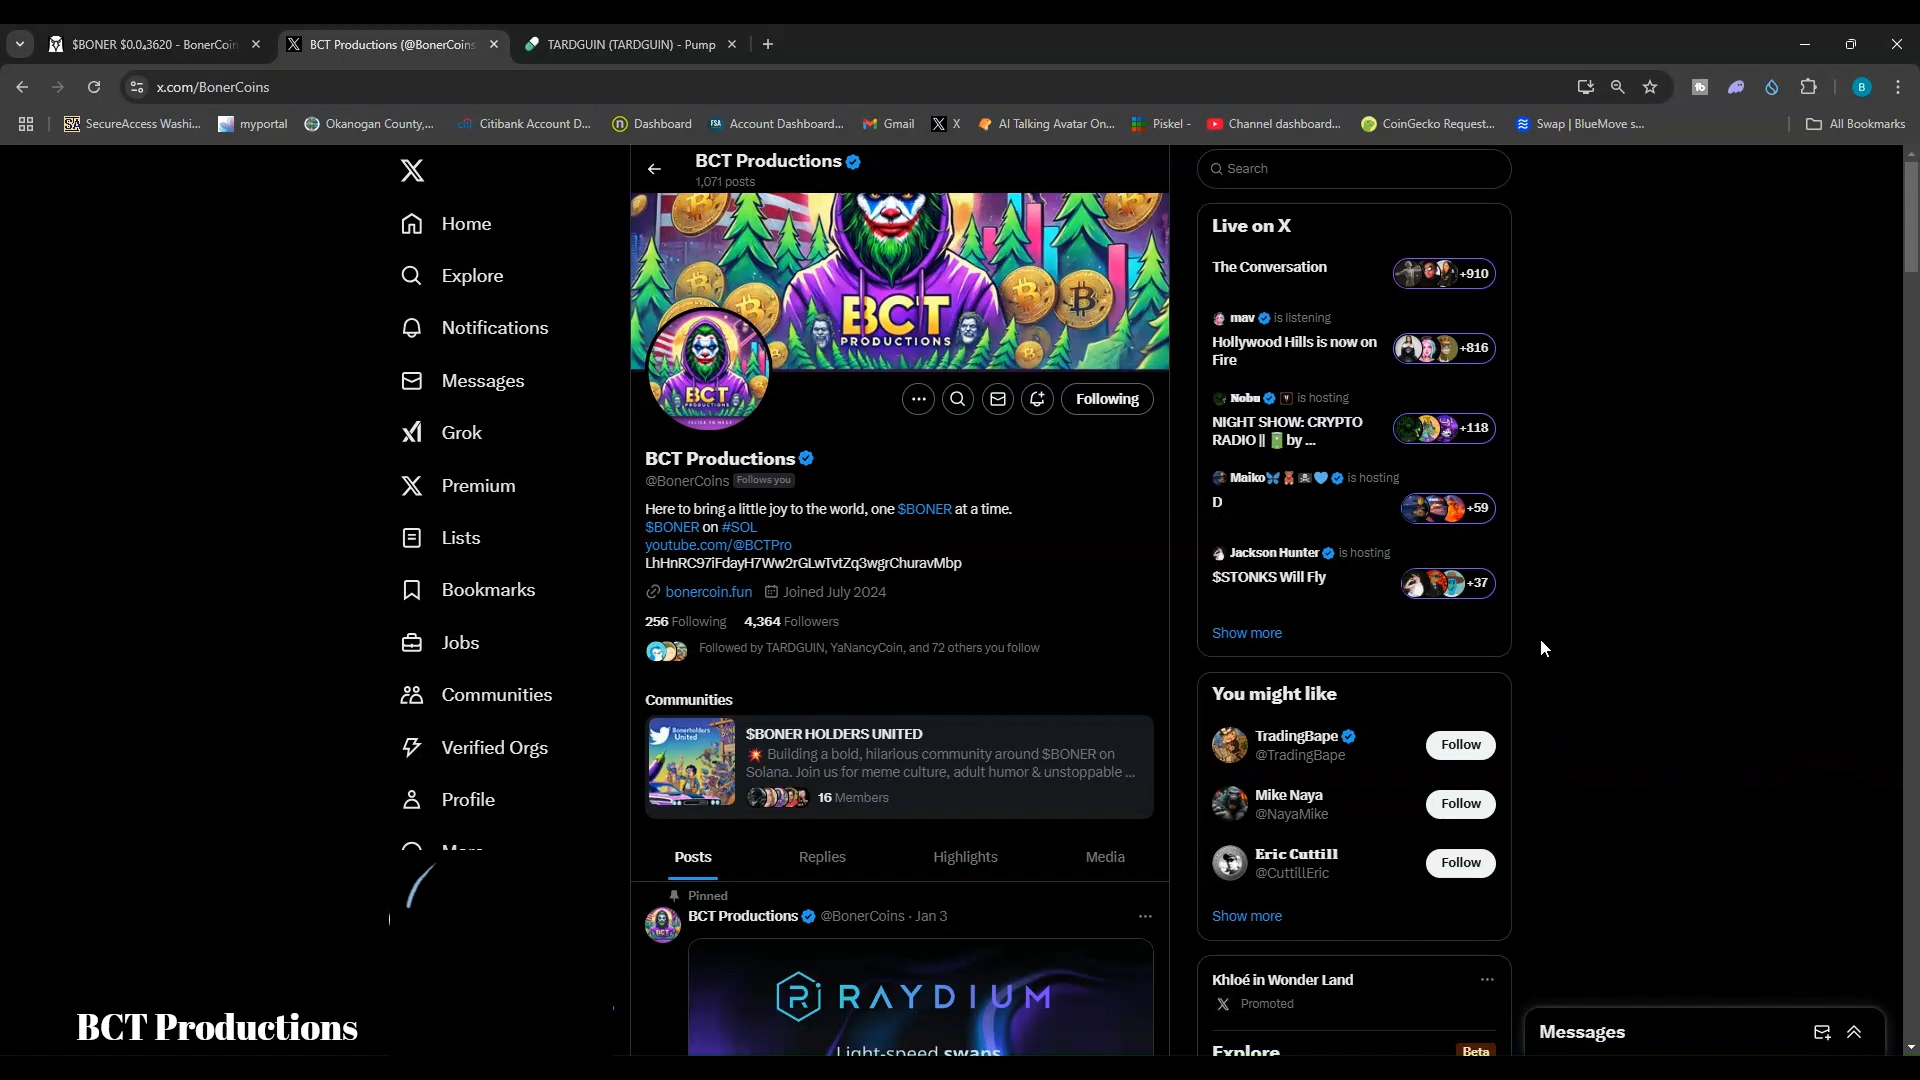 $BONER $0.0₄3620 - BonerCoin
BCT Productions (@BonerCoins
TARDGUIN (TARDGUIN) - Pump
x.com/BonerCoins
SecureAccess Washi...
myportal
Okanogan County,...
Citibank Account D...
Dashboard
Account Dashboard...
Gmail
X
AI Talking Avatar On...
Piskel -
Channel dashboard...
CoinGecko Request...
Swap | BlueMove s...
All Bookmarks
Home
Explore
Notifications
Messages
Grok
Premium
Lists
Bookmarks
Jobs
Communities
Verified Orgs
Profile
BCT Productions
BCT Productions
1,071 posts
BCT
PRODUCTIONS
BCT
Following
BCT Productions
@BonerCoins Follows you
Here to bring a little joy to the world, one $BONER at a time.
$BONER on #SOL
youtube.com/@BCTPro
LhHnRC97iFdayH7Ww2rGLwTvtZq3wgrChuravMbp
bonercoin.fun Joined July 2024
256 Following 4,364 Followers
Followed by TARDGUIN, YaNancyCoin, and 72 others you follow
Communities
Bonerholders
United
$BONER HOLDERS UNITED
💥 Building a bold, hilarious community around $BONER on
Solana. Join us for meme culture, adult humor & unstoppable ...
16 Members
Posts
Replies
Highlights
Media
Pinned
BCT Productions @BonerCoins · Jan 3
RAYDIUM
Light-speed swaps
Search
Live on X
The Conversation
+910
mav is listening
Hollywood Hills is now on
Fire
+816
Nobu is hosting
NIGHT SHOW: CRYPTO
RADIO || 🔋by ...
+118
Maiko🦋🧸🏴‍☠️🩵 is hosting
D
+59
Jackson Hunter is hosting
$STONKS Will Fly
+37
Show more
You might like
TradingBape
@TradingBape
Follow
Mike Naya
@NayaMike
Follow
Eric Cuttill
@CuttillEric
Follow
Show more
Khloé in Wonder Land
Promoted
Explore
Beta
Messages